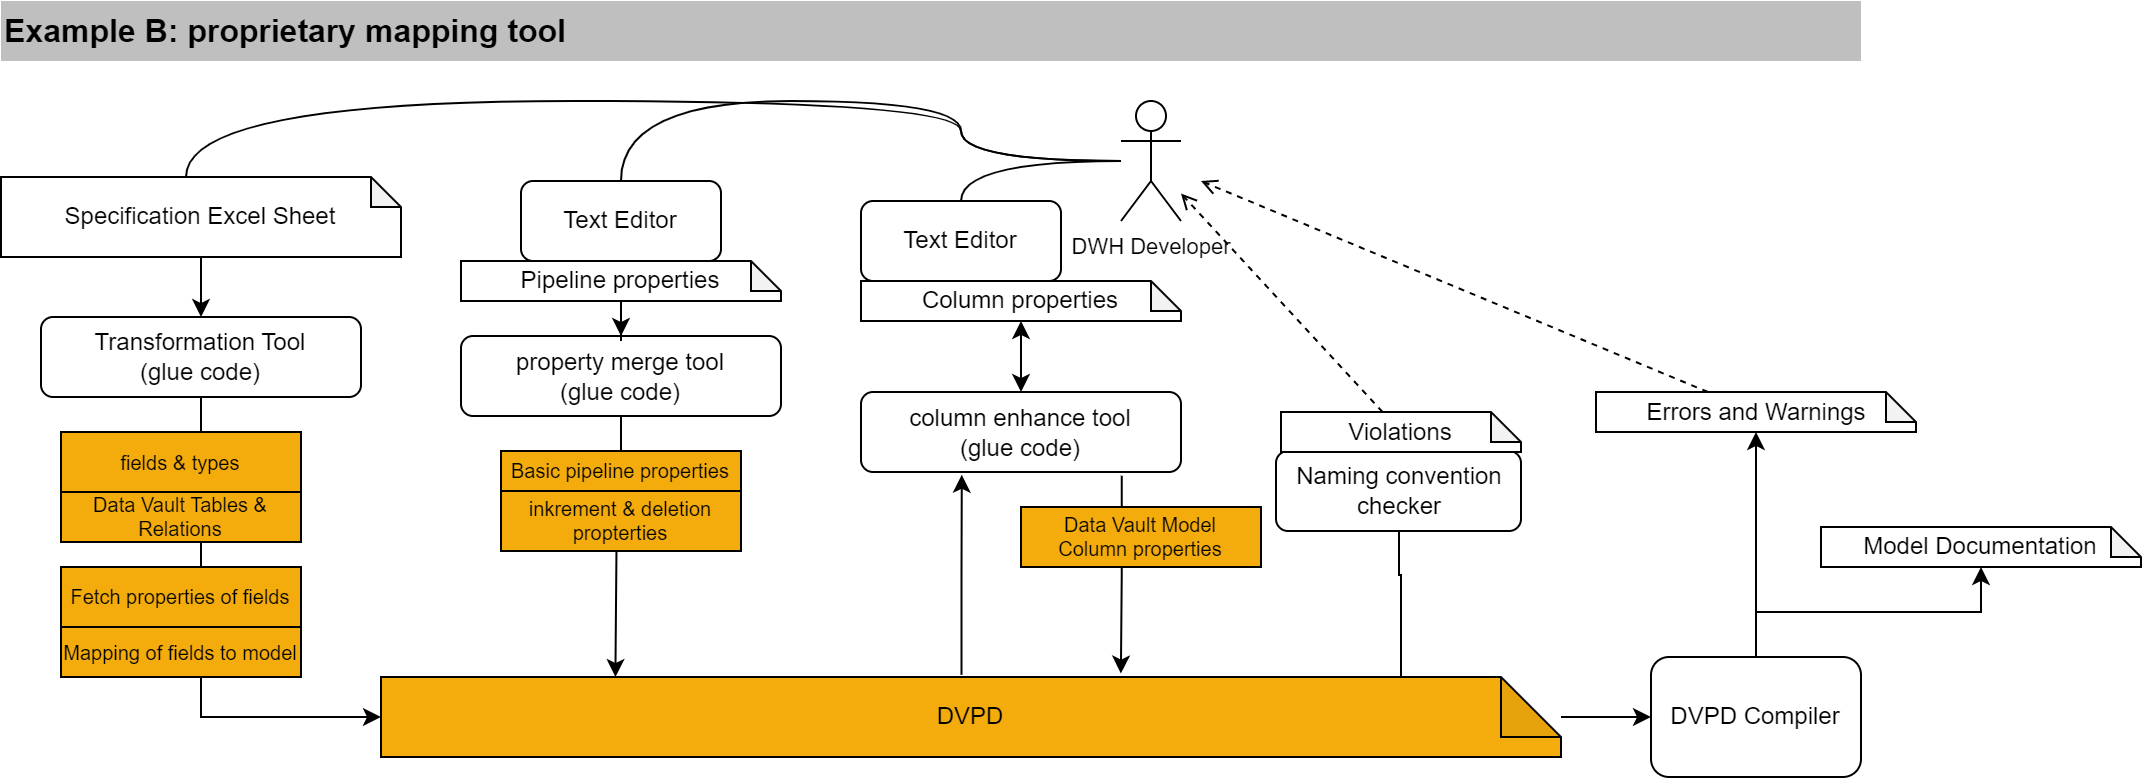 Example B: proprietary mapping tool
DWH Developer
Specification Excel Sheet
Transformation Tool
(glue code)
fields & types
Data Vault Tables &
Relations
Fetch properties of fields
Mapping of fields to model
Text Editor
Pipeline properties
property merge tool
(glue code)
Basic pipeline properties
inkrement & deletion
propterties
Text Editor
Column properties
column enhance tool
(glue code)
Data Vault Model
Column properties
Violations
Naming convention
checker
Errors and Warnings
Model Documentation
DVPD
DVPD Compiler